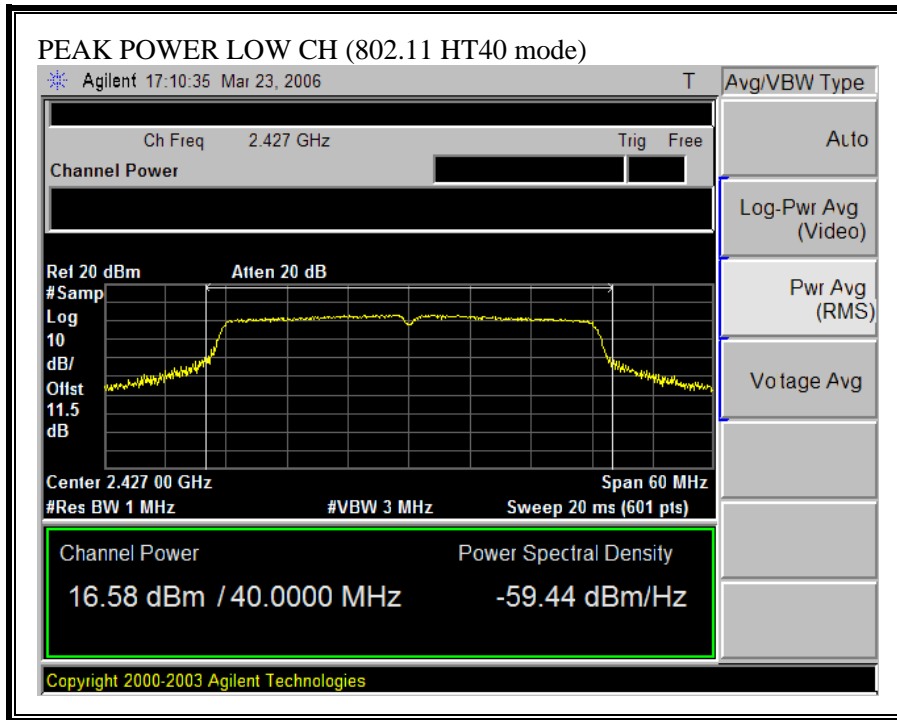 PEAK POWER LOW CH (802.11 HT40 mode)
Agilent 17:10:35 Mar 23, 2006 T
Avg/VBW Type
Ch Freq 2.427 GHz Trig Free
Channel Power
Auto
Log-Pwr Avg
(Video)
Pwr Avg
(RMS)
Vo tage Avg
Ref 20 dBm Atten 20 dB
#Samp
Log
10
dB/
Offst
11.5
dB
Center 2.427 00 GHz Span 60 MHz
#Res BW 1 MHz #VBW 3 MHz Sweep 20 ms (601 pts)
Channel Power Power Spectral Density
16.58 dBm / 40.0000 MHz -59.44 dBm/Hz
Copyright 2000-2003 Agilent Technologies